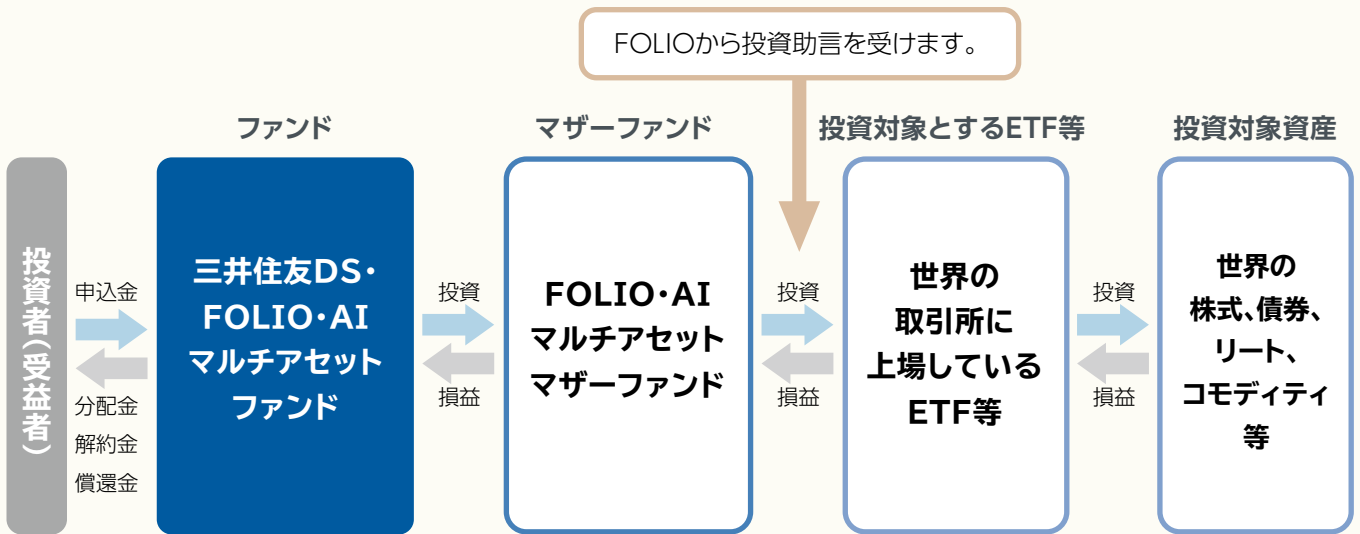 FOLIOから投資助言を受けます。
ファンド
マザーファンド
投資対象とするETF等
投資対象資産
投資者(受益者)
申込金
分配金
解約金
償還金
三井住友DS・
FOLIO・AI
マルチアセット
ファンド
投資
損益
FOLIO・AI
マルチアセット
マザーファンド
投資
損益
世界の
取引所に
上場している
ETF等
投資
損益
世界の
株式、債券、
リート、
コモディティ
等